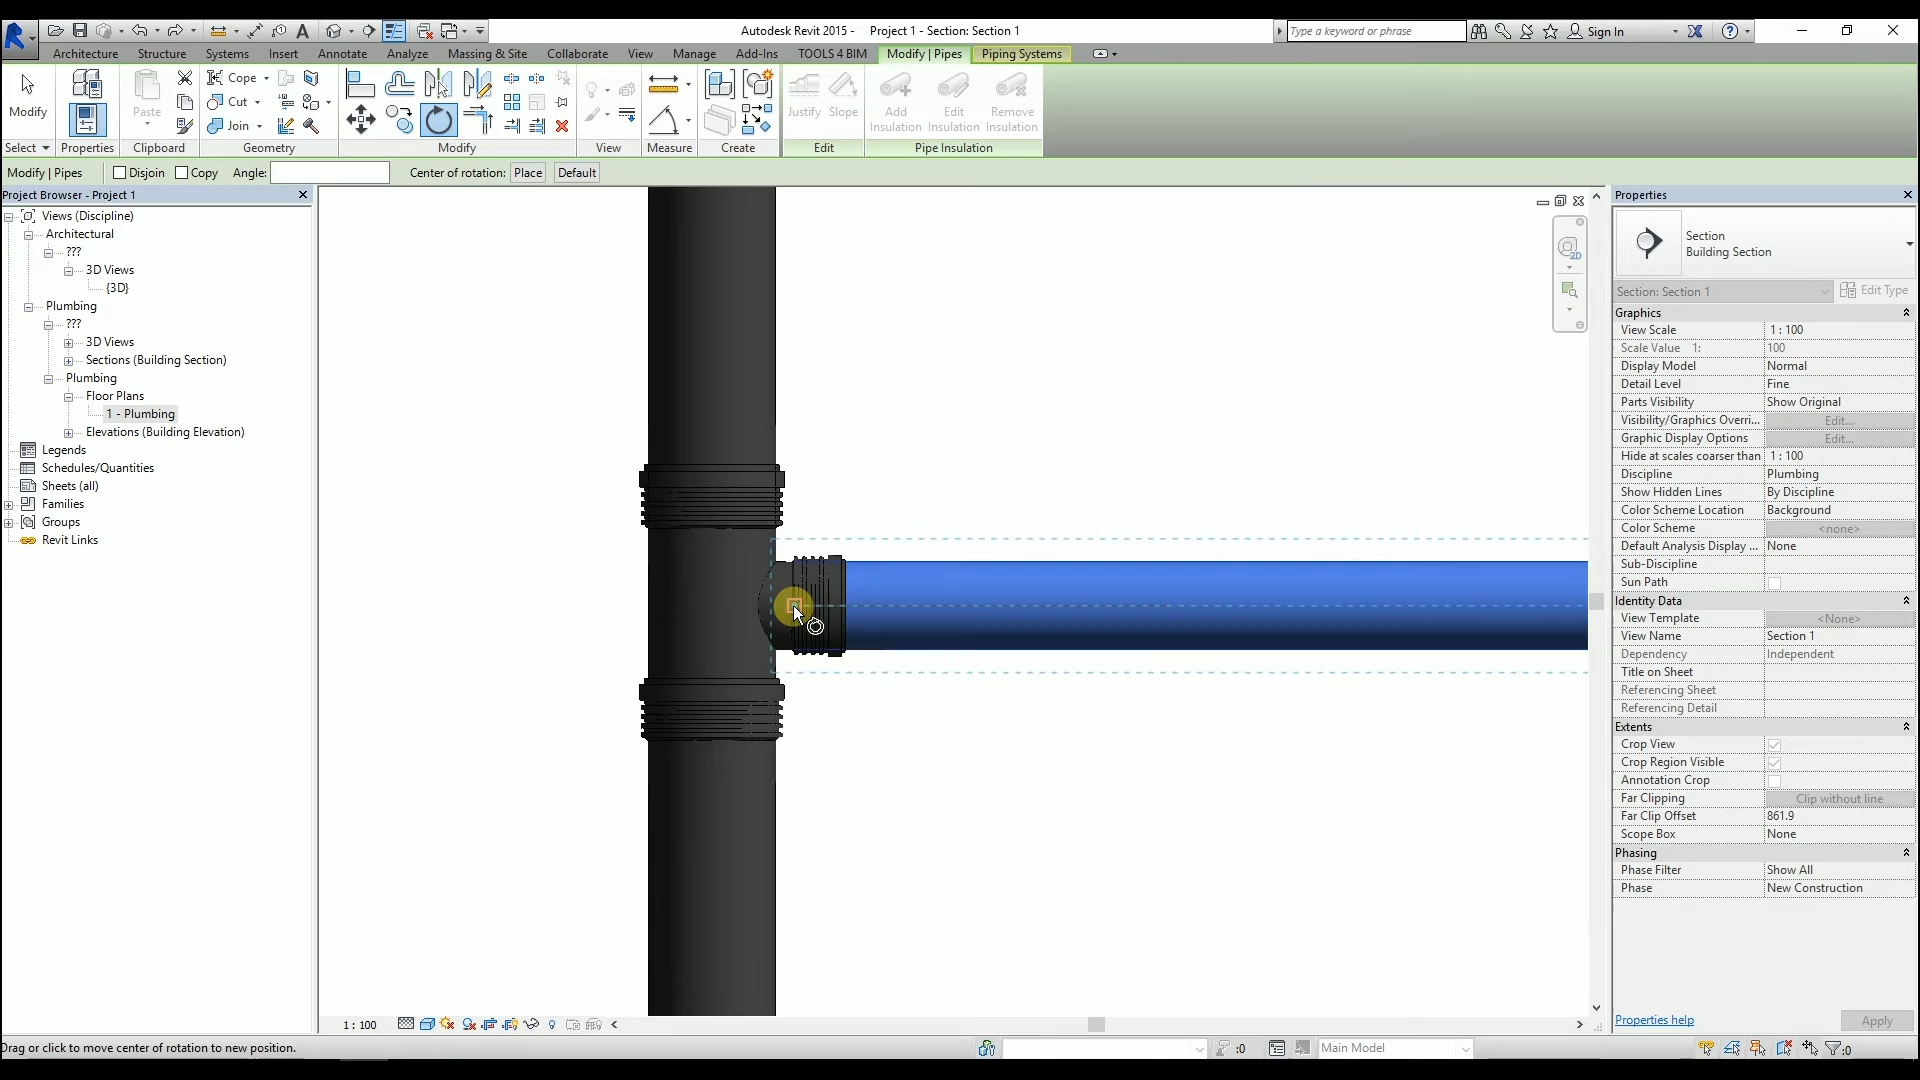 Autodesk Revit 2015 - Project 1 - Section: Section 1
Type a keyword or phrase
Sign In
Architecture Structure Systems Insert Annotate Analyze Massing & Site Collaborate View Manage Add-Ins TOOLS 4 BIM Modify | Pipes Piping Systems
Modify
Paste
Cope
Cut
Join
Justify Slope
Add Insulation
Edit Insulation
Remove Insulation
Select Properties Clipboard Geometry Modify View Measure Create Edit Pipe Insulation
Modify | Pipes Disjoin Copy Angle: Center of rotation: Place Default
Project Browser - Project 1
Views (Discipline)
Architectural
???
3D Views
{3D}
Plumbing
???
3D Views
Sections (Building Section)
Plumbing
Floor Plans
1 - Plumbing
Elevations (Building Elevation)
Legends
Schedules/Quantities
Sheets (all)
Families
Groups
Revit Links
2D
Properties
Section
Building Section
Section: Section 1 Edit Type
Graphics
View Scale 1 : 100
Scale Value 1: 100
Display Model Normal
Detail Level Fine
Parts Visibility Show Original
Visibility/Graphics Overri... Edit...
Graphic Display Options Edit...
Hide at scales coarser than 1 : 100
Discipline Plumbing
Show Hidden Lines By Discipline
Color Scheme Location Background
Color Scheme <none>
Default Analysis Display ... None
Sub-Discipline
Sun Path
Identity Data
View Template <None>
View Name Section 1
Dependency Independent
Title on Sheet
Referencing Sheet
Referencing Detail
Extents
Crop View
Crop Region Visible
Annotation Crop
Far Clipping Clip without line
Far Clip Offset 861.9
Scope Box None
Phasing
Phase Filter Show All
Phase New Construction
Properties help Apply
1 : 100
Drag or click to move center of rotation to new position.
:0
Main Model
:0